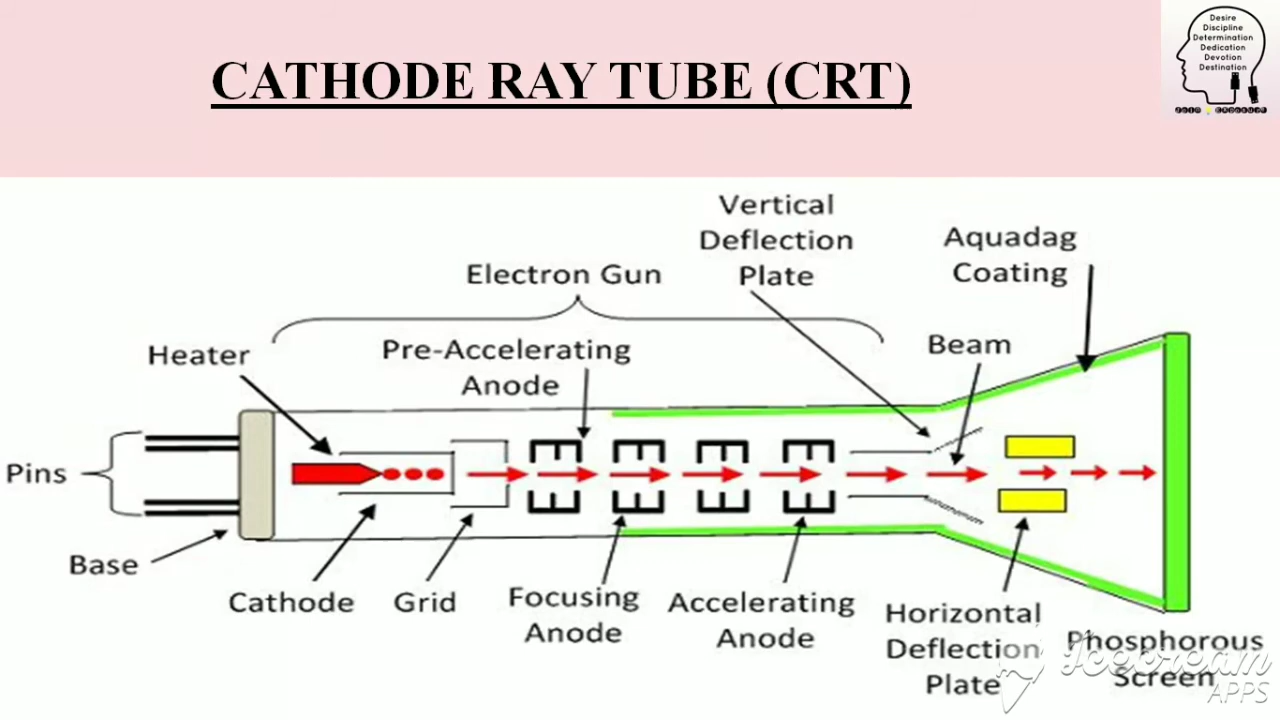 CATHODE RAY TUBE (CRT)
Desire
Discipline
Determination
Dedication
Devotion
Destination
Vertical
Deflection
Plate
Aquadag
Coating
Electron Gun
Heater
Pre-Accelerating
Anode
Beam
Pins
Base
Cathode
Grid
Focusing
Anode
Accelerating
Anode
Horizontal
Deflection
Plate
Phosphorous
Screen
Icecream
APPS